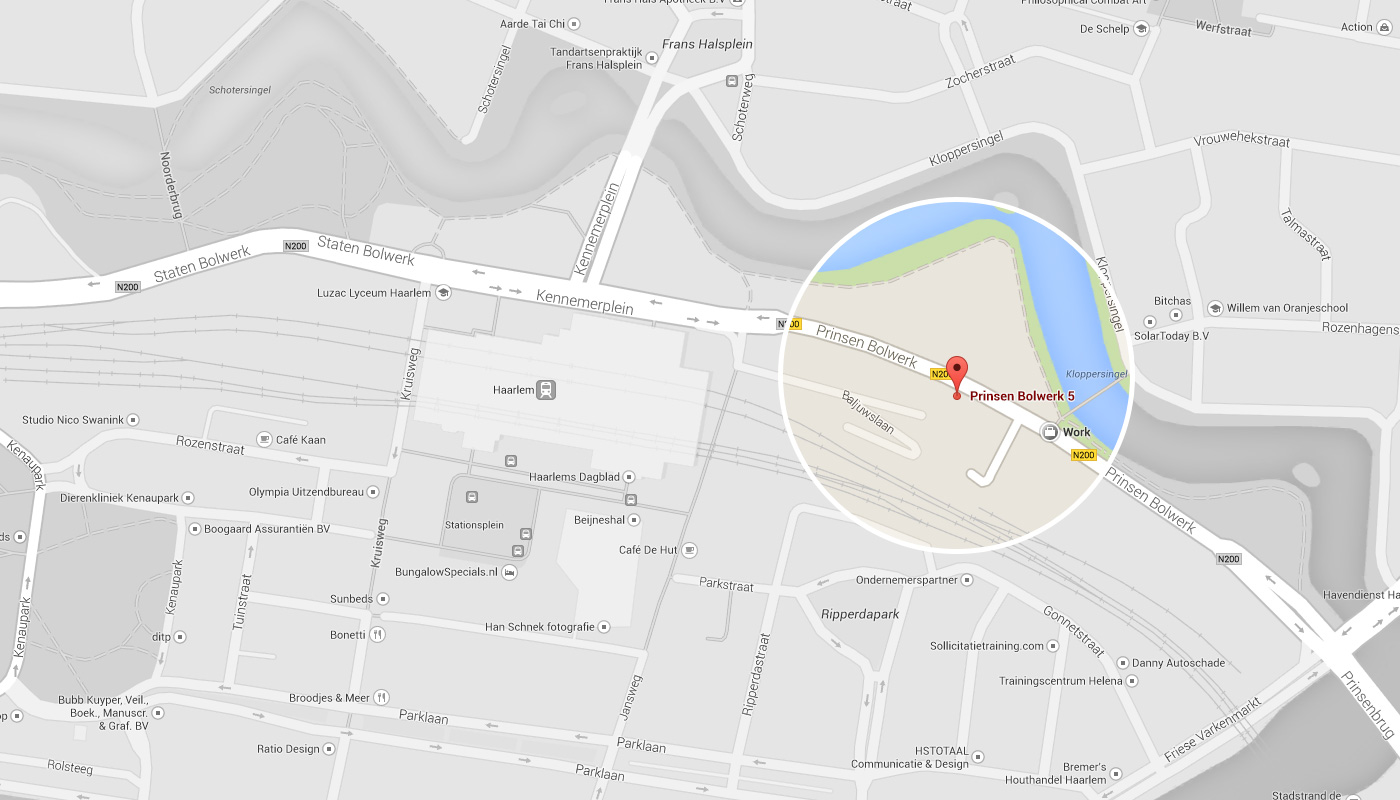 Aarde Tai Chi
Philosophical Combat Art
De Schelp
Werfstraat
Action
Tandartsenpraktijk
Frans Halsplein
Frans Halsplein
Zocherstraat
Schotersingel
Schotersingel
Schoterweg
Noorderbrug
Kloppersingel
Vrouwehekstraat
Talmastraat
Kennemerplein
Staten Bolwerk
N200
Staten Bolwerk
N200
Luzac Lyceum Haarlem
Kennemerplein
N200
Prinsen Bolwerk
Kloppersingel
Bitchas
Willem van Oranjeschool
SolarToday B.V
Rozenhagens
Kruisweg
Haarlem
N200
Prinsen Bolwerk 5
Kloppersingel
Baljuwslaan
Work
N200
Prinsen Bolwerk
Studio Nico Swanink
Café Kaan
Rozenstraat
Kenaupark
Haarlems Dagblad
Olympia Uitzendbureau
Dierenkliniek Kenaupark
Stationsplein
Beijneshal
Boogaard Assurantiën BV
Kruisweg
Café De Hut
N200
BungalowSpecials.nl
Parkstraat
Ondernemerspartner
Kenaupark
Tuinstraat
Kenaupark
Sunbeds
Ripperdapark
Havendienst Ha
Han Schnek fotografie
Bonetti
ditp
Gonnetstraat
Sollicitatietraining.com
Danny Autoschade
Trainingscentrum Helena
Ripperdastraat
Jansweg
Broodjes & Meer
Bubb Kuyper, Veil.,
Boek., Manuscr.
& Graf. BV
Parklaan
Parklaan
Parklaan
Prinsenbrug
Friese Varkenmarkt
Ratio Design
HSTOTAAL
Communicatie & Design
Bremer's
Houthandel Haarlem
Rolsteeg
Stadstrand de